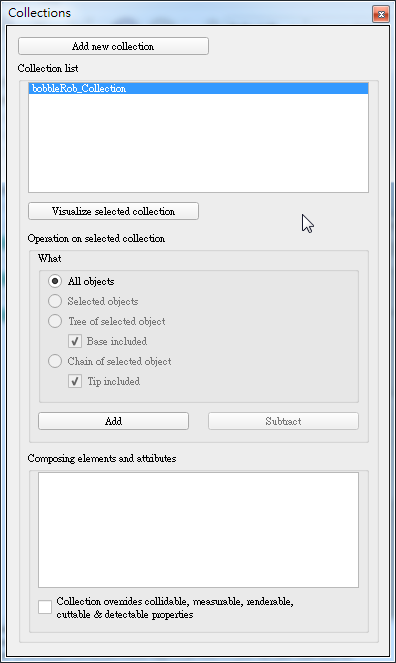 Collections
Add new collection
Collection list
bobbleRob_Collection
Visualize selected collection
Operation on selected collection
What
All objects
Selected objects
Tree of selected object
Base included
Chain of selected object
Tip included
Add
Subtract
Composing elements and attributes
Collection overrides collidable, measurable, renderable,
cuttable & detectable properties